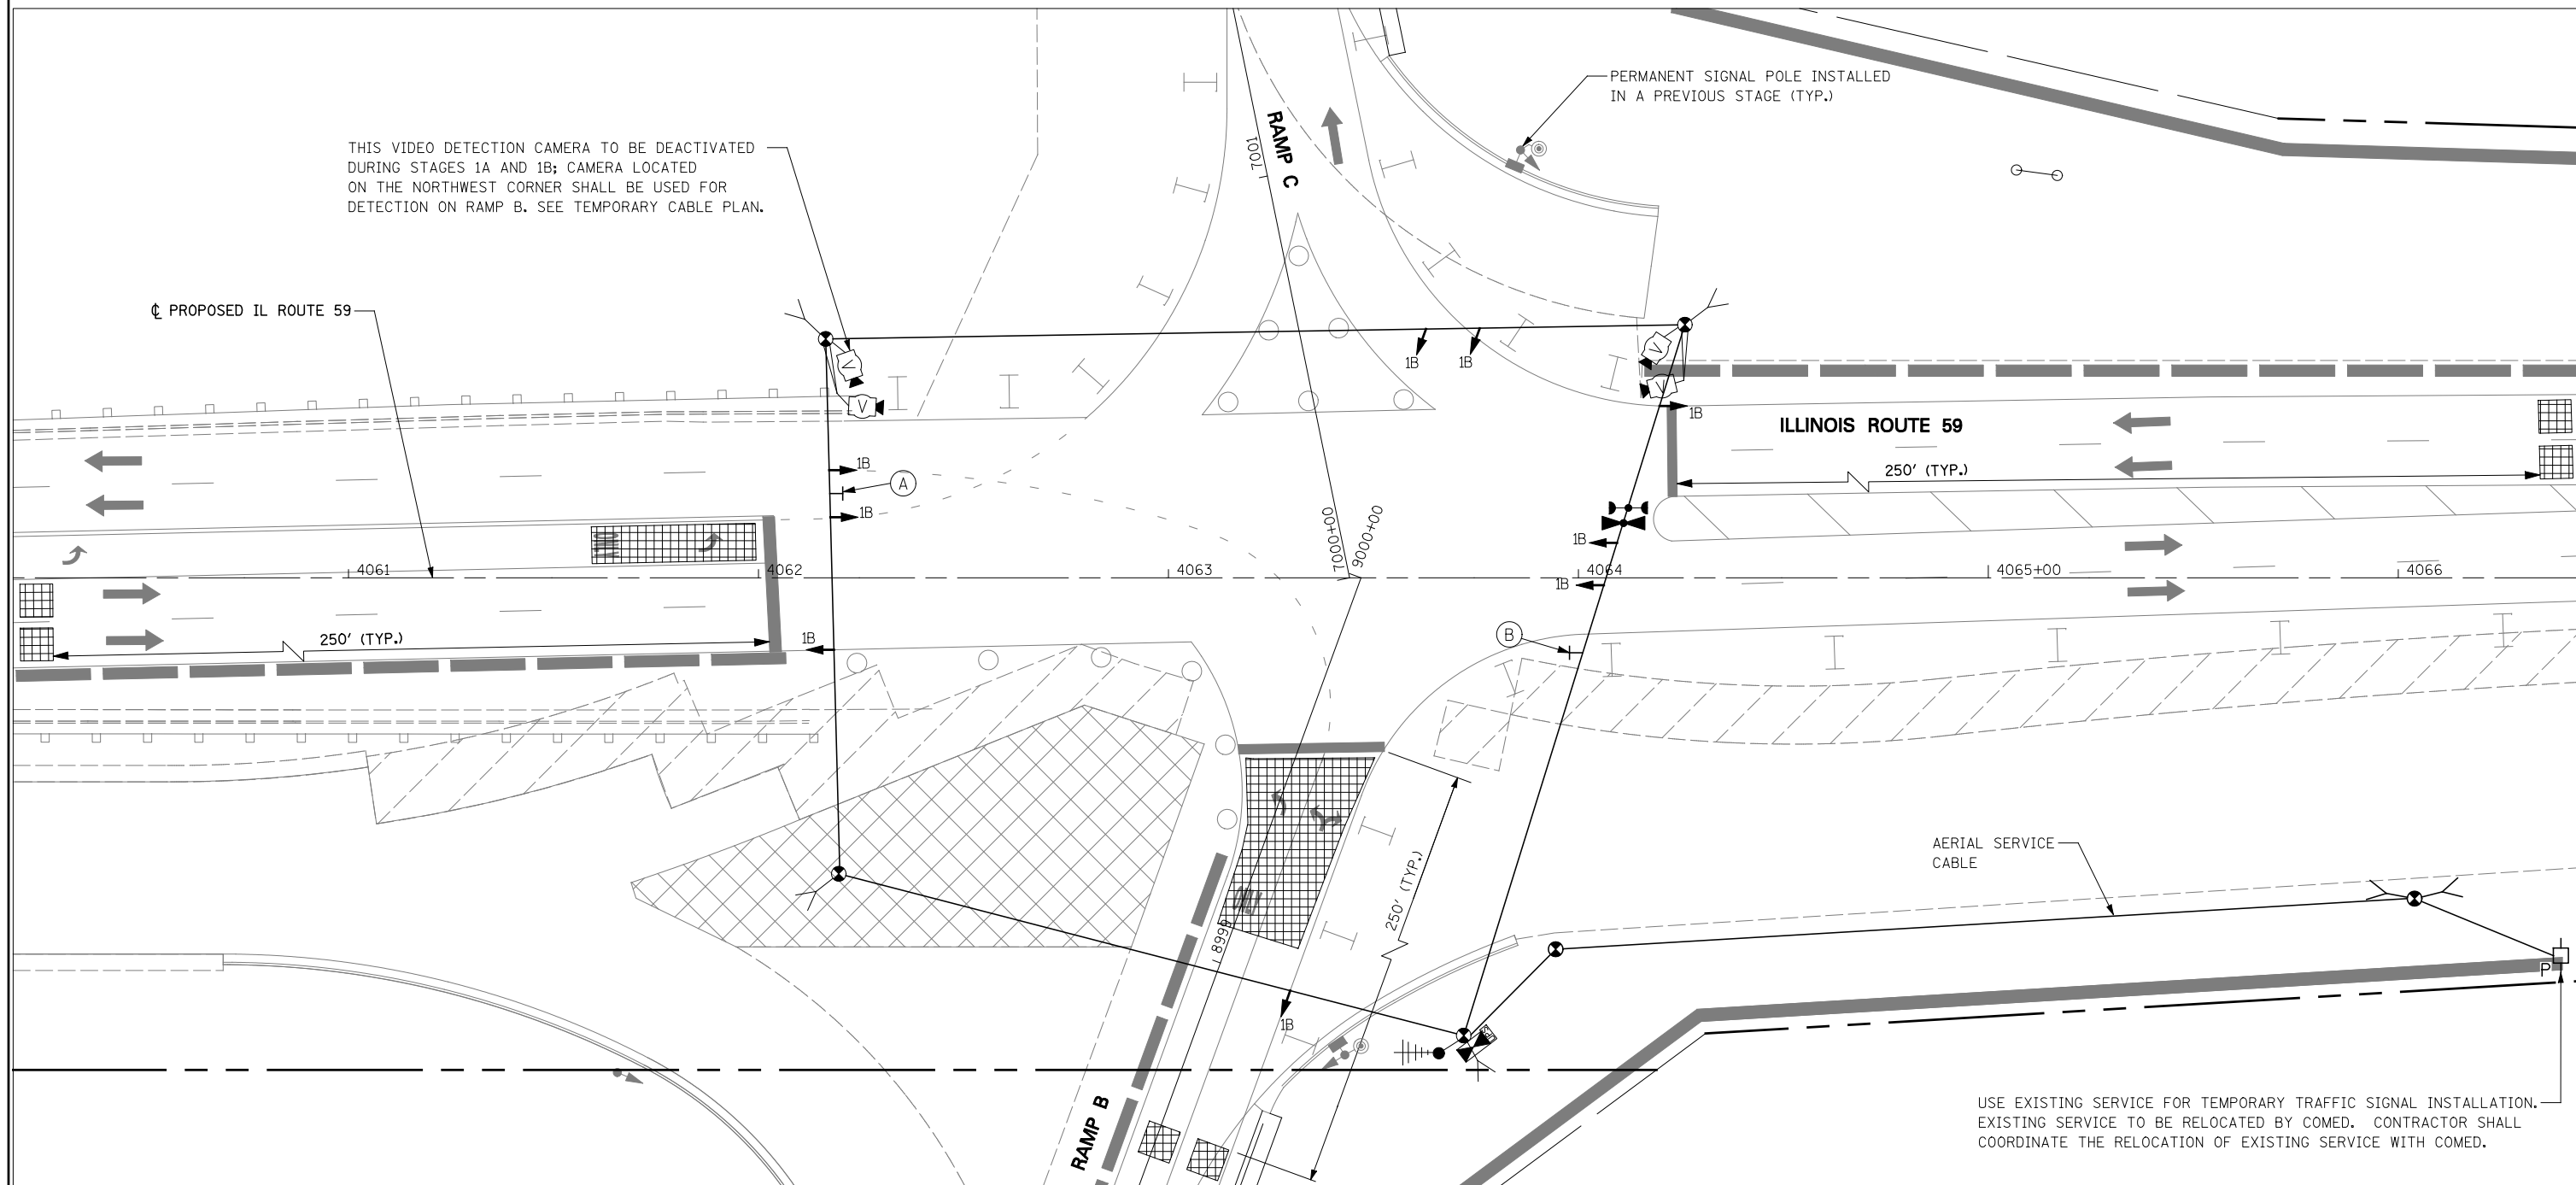 PERMANENT SIGNAL POLE INSTALLED
IN A PREVIOUS STAGE (TYP.)
RAMP C
7001
THIS VIDEO DETECTION CAMERA TO BE DEACTIVATED
DURING STAGES 1A AND 1B; CAMERA LOCATED
ON THE NORTHWEST CORNER SHALL BE USED FOR
DETECTION ON RAMP B. SEE TEMPORARY CABLE PLAN.
℄ PROPOSED IL ROUTE 59
V
V
V
V
1B
1B
1B
ILLINOIS ROUTE 59
250' (TYP.)
1B
A
1B
7000+00
9000+00
1B
1B
4061
4062
4063
4064
4065+00
4066
250' (TYP.)
1B
B
250' (TYP.)
8999
AERIAL SERVICE
CABLE
P
1B
UPS
RAMP B
USE EXISTING SERVICE FOR TEMPORARY TRAFFIC SIGNAL INSTALLATION.
EXISTING SERVICE TO BE RELOCATED BY COMED. CONTRACTOR SHALL
COORDINATE THE RELOCATION OF EXISTING SERVICE WITH COMED.